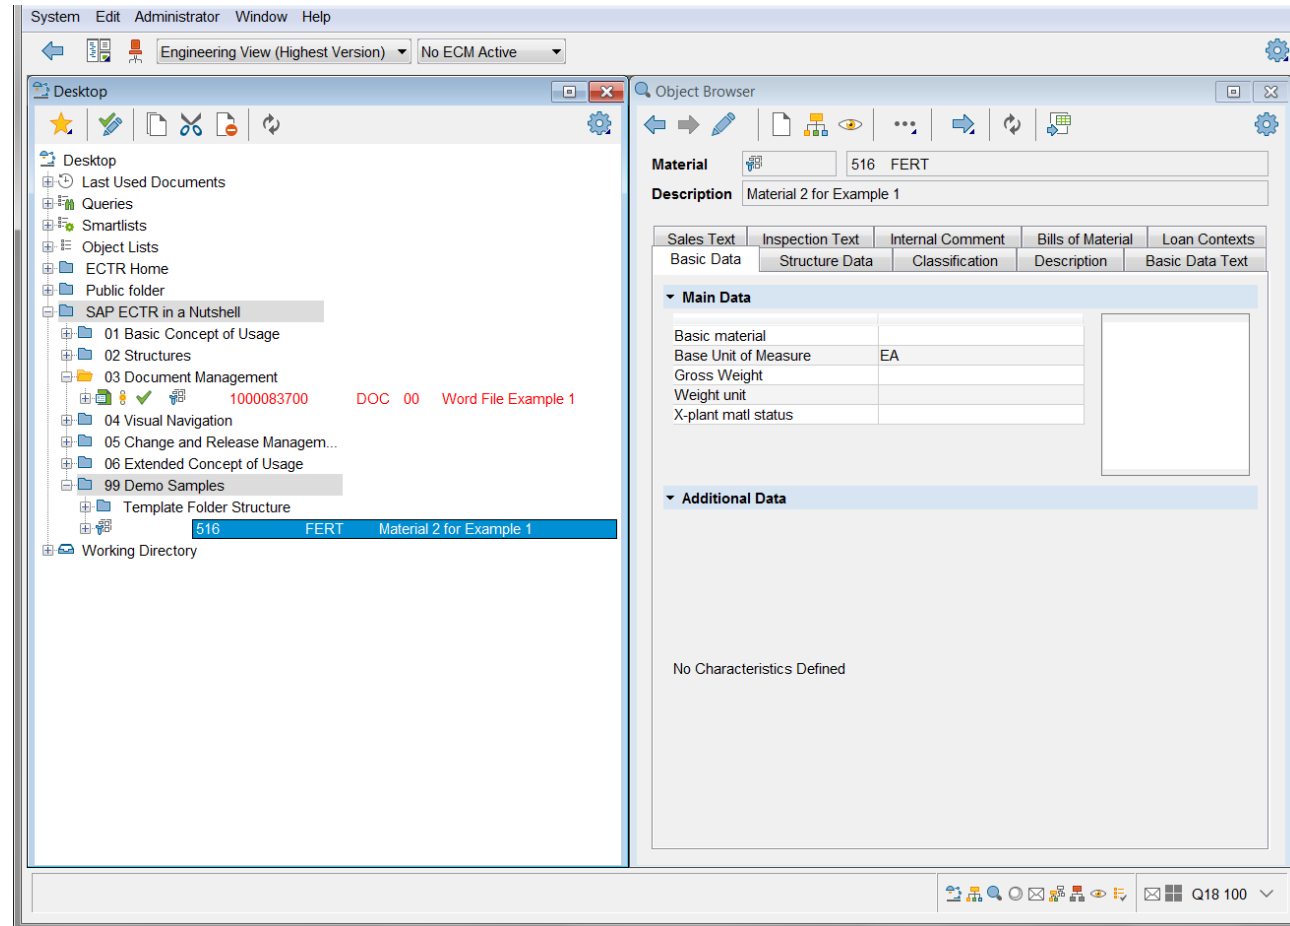 System Edit Administrator Window Help
Engineering View (Highest Version) No ECM Active
Desktop
Desktop
Last Used Documents
Queries
Smartlists
Object Lists
ECTR Home
Public folder
SAP ECTR in a Nutshell
01 Basic Concept of Usage
02 Structures
03 Document Management
1000083700 DOC 00 Word File Example 1
04 Visual Navigation
05 Change and Release Managem...
06 Extended Concept of Usage
99 Demo Samples
Template Folder Structure
516 FERT Material 2 for Example 1
Working Directory
Object Browser
Material 516 FERT
Description Material 2 for Example 1
Sales Text Inspection Text Internal Comment Bills of Material Loan Contexts
Basic Data Structure Data Classification Description Basic Data Text
Main Data
Basic material
Base Unit of Measure EA
Gross Weight
Weight unit
X-plant matl status
Additional Data
No Characteristics Defined
Q18 100